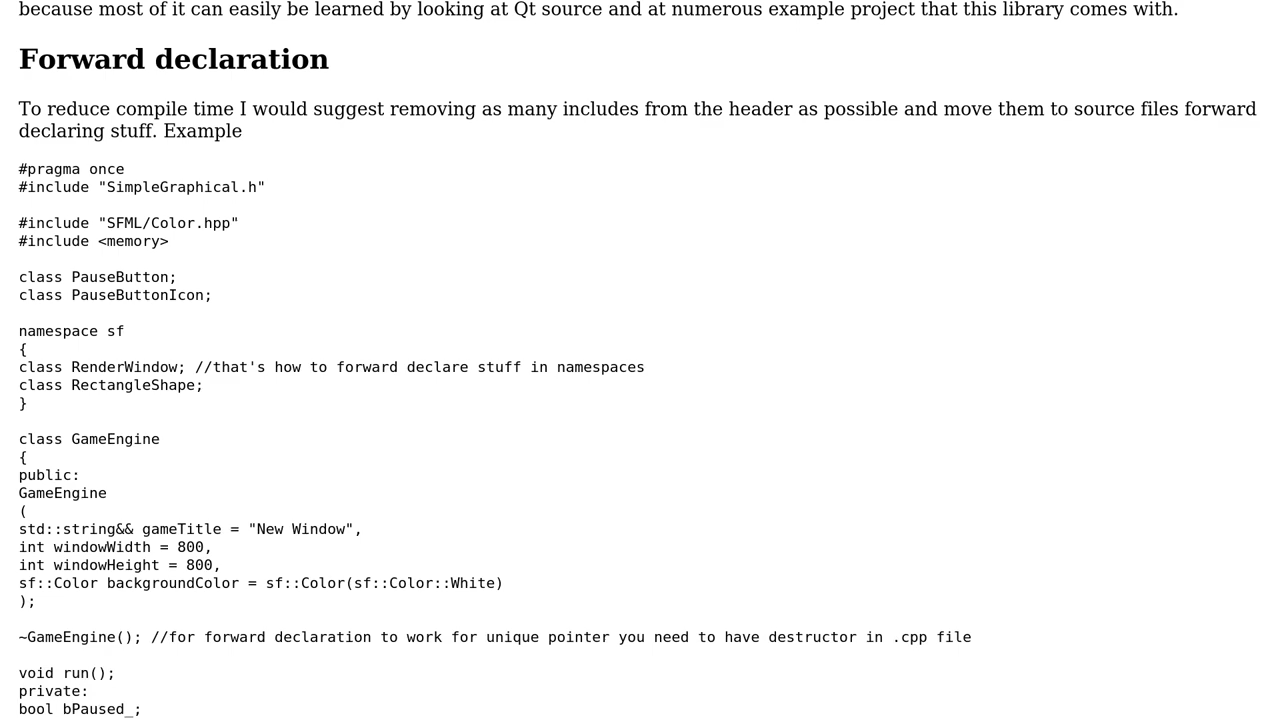 because most of it can easily be learned by looking at Qt source and at numerous example project that this library comes with.
Forward declaration
To reduce compile time I would suggest removing as many includes from the header as possible and move them to source files forward
declaring stuff. Example
#pragma once
#include "SimpleGraphical.h"
#include "SFML/Color.hpp"
#include <memory>
class PauseButton;
class PauseButtonIcon;
namespace sf
{
class RenderWindow; //that's how to forward declare stuff in namespaces
class RectangleShape;
}
class GameEngine
{
public:
GameEngine
(
std::string&& gameTitle = "New Window",
int windowWidth = 800,
int windowHeight = 800,
sf::Color backgroundColor = sf::Color(sf::Color::White)
);
~GameEngine(); //for forward declaration to work for unique pointer you need to have destructor in .cpp file
void run();
private:
bool bPaused_;